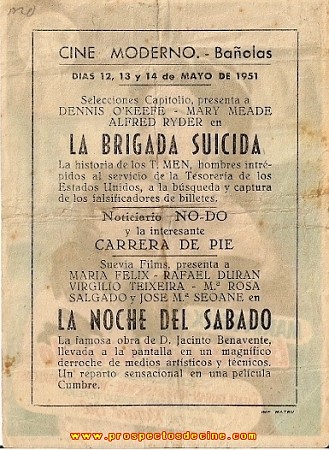 CINE MODERNO. - Bañolas
DIAS 12, 13 y 14 de MAYO DE 1951
Selecciones Capitolio, presenta a
DENNIS O'KEEFE - MARY MEADE
ALFRED RYDER en
LA BRIGADA SUICIDA
La historia de los T. MEN, hombres intré-
pidos al servicio de la Tesorería de los
Estados Unidos, a la búsqueda y captura
de los falsificadores de billetes.
Noticiario NO-DO
y la interesante
CARRERA DE PIE
Suevia Films, presenta a
MARIA FELIX - RAFAEL DURAN
VIRGILIO TEIXEIRA - M.ª ROSA
SALGADO y JOSE M.ª SEOANE en
LA NOCHE DEL SABADO
La famosa obra de D. Jacinto Benavente,
llevada a la pantalla en un magnífico
derroche de medios artísticos y técnicos.
Un reparto sensacional en una película
Cumbre.
IMP. MATEU
www.prospectosdecine.com